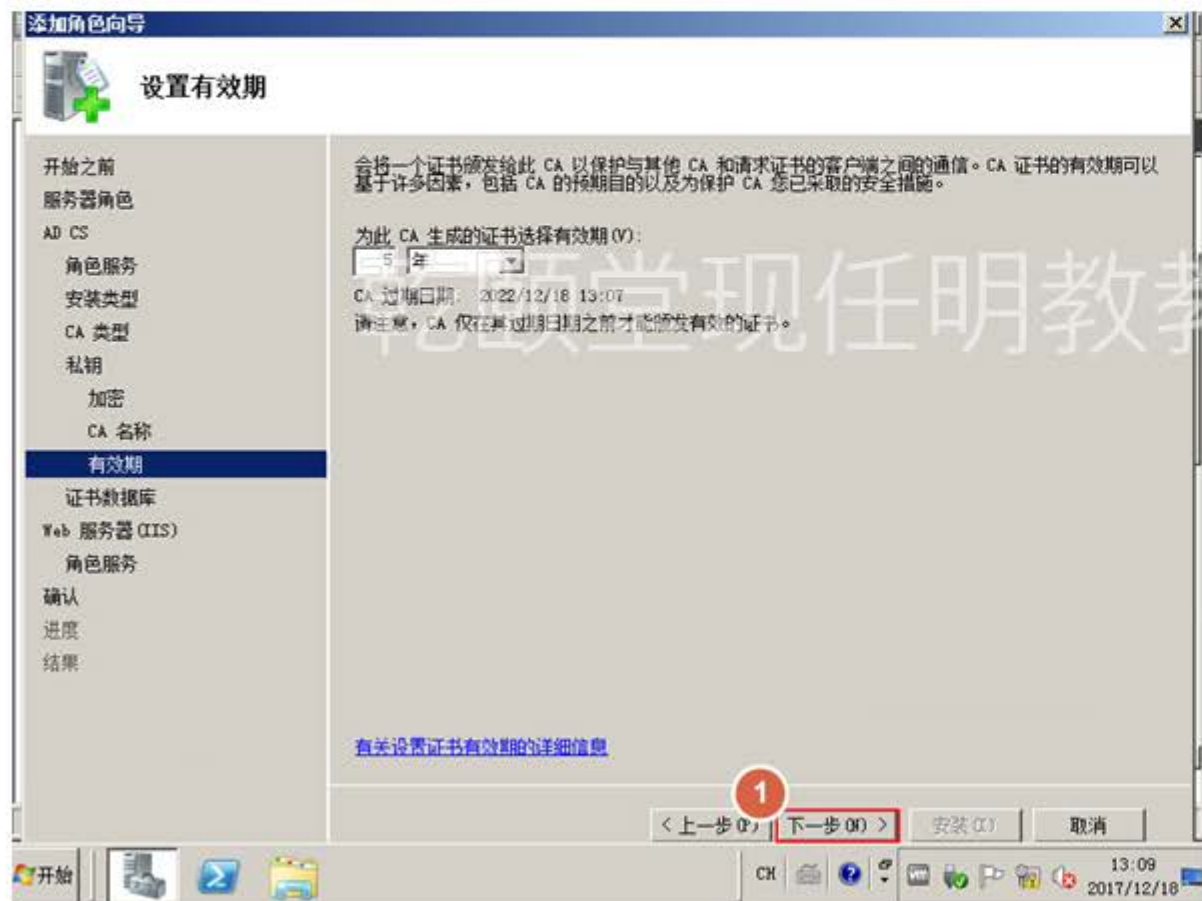 添加角色向导
设置有效期
开始之前
服务器角色
AD CS
角色服务
安装类型
CA 类型
私钥
加密
CA 名称
有效期
证书数据库
Web 服务器(IIS)
角色服务
确认
进度
结果
会将一个证书颁发给此 CA 以保护与其他 CA 和请求证书的客户端之间的通信。CA 证书的有效期可以
基于许多因素，包括 CA 的预期目的以及为保护 CA 您已采取的安全措施。
为此 CA 生成的证书选择有效期(V):
5 年
CA 过期日期: 2022/12/18 13:07
请注意，CA 仅在其过期日期之前才能颁发有效的证书。
乾颐堂现任明教教
有关设置证书有效期的详细信息
1
< 上一步(P) 下一步(N) > 安装(I) 取消
开始
CH
13:09
2017/12/18